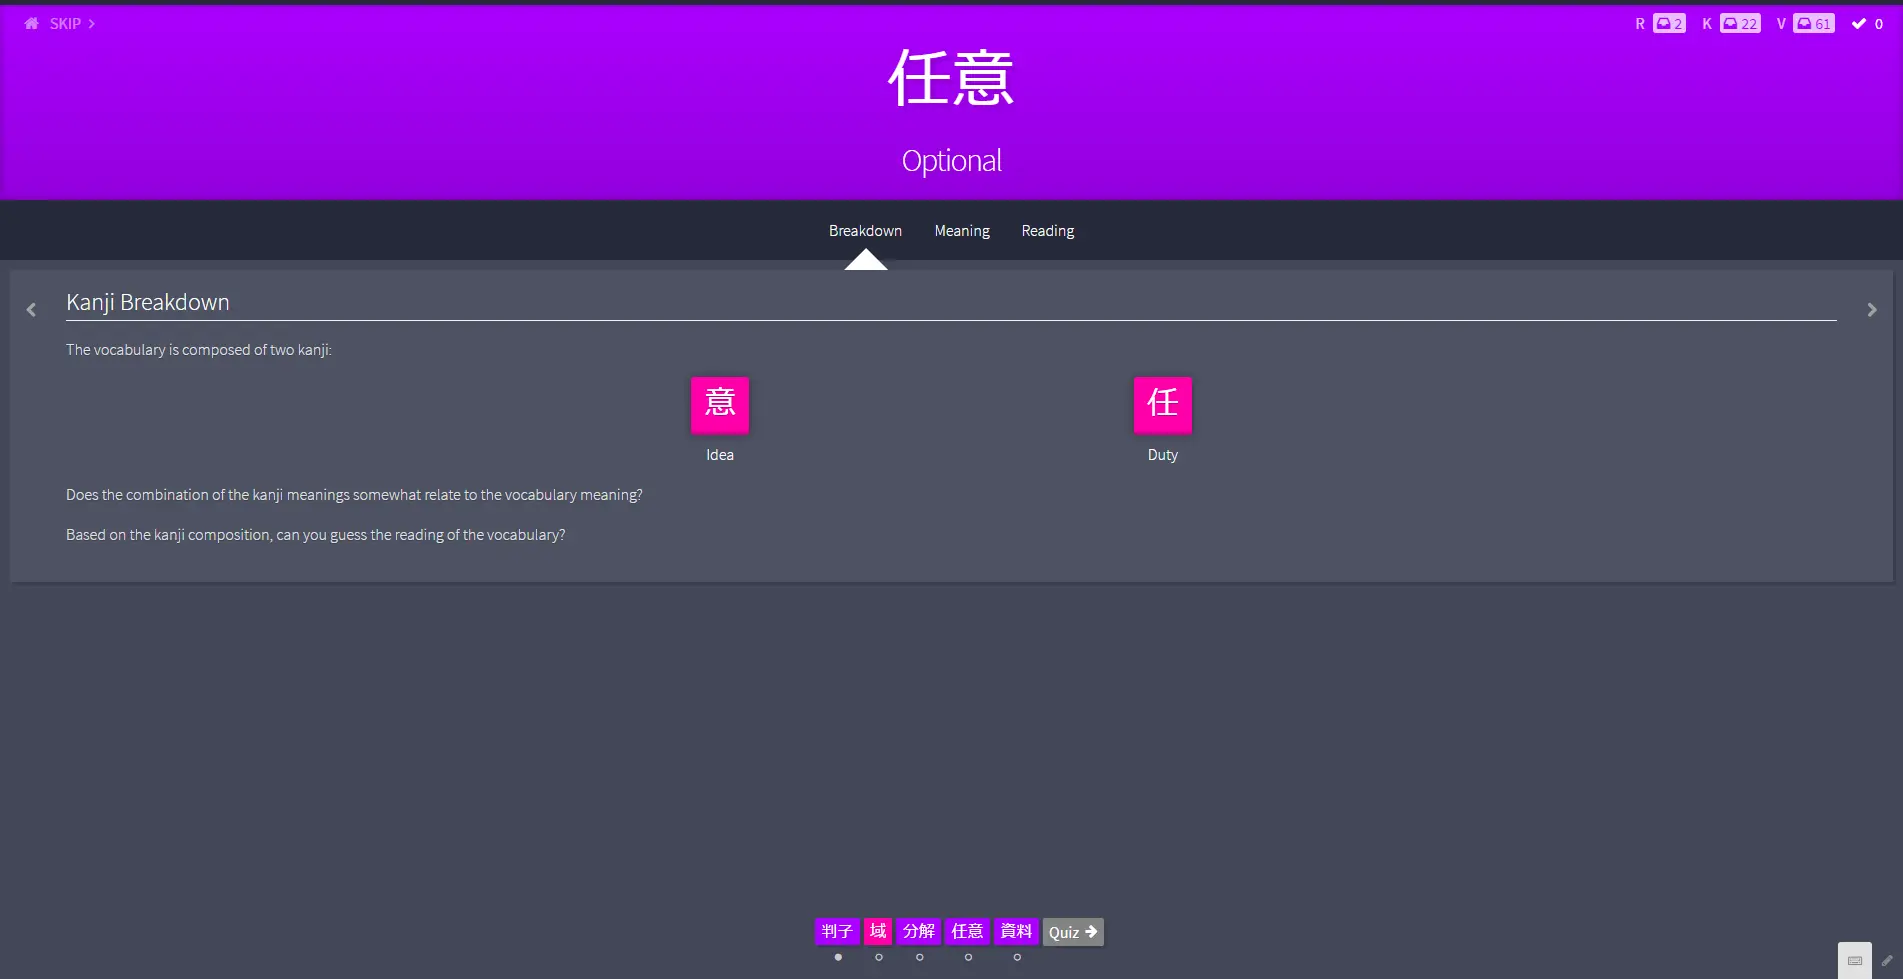 SKIP
R 2 K 22 V 61 0
任意
Optional
Breakdown Meaning Reading
Kanji Breakdown
The vocabulary is composed of two kanji:
意 任
Idea Duty
Does the combination of the kanji meanings somewhat relate to the vocabulary meaning?
Based on the kanji composition, can you guess the reading of the vocabulary?
判子 域 分解 任意 資料 Quiz